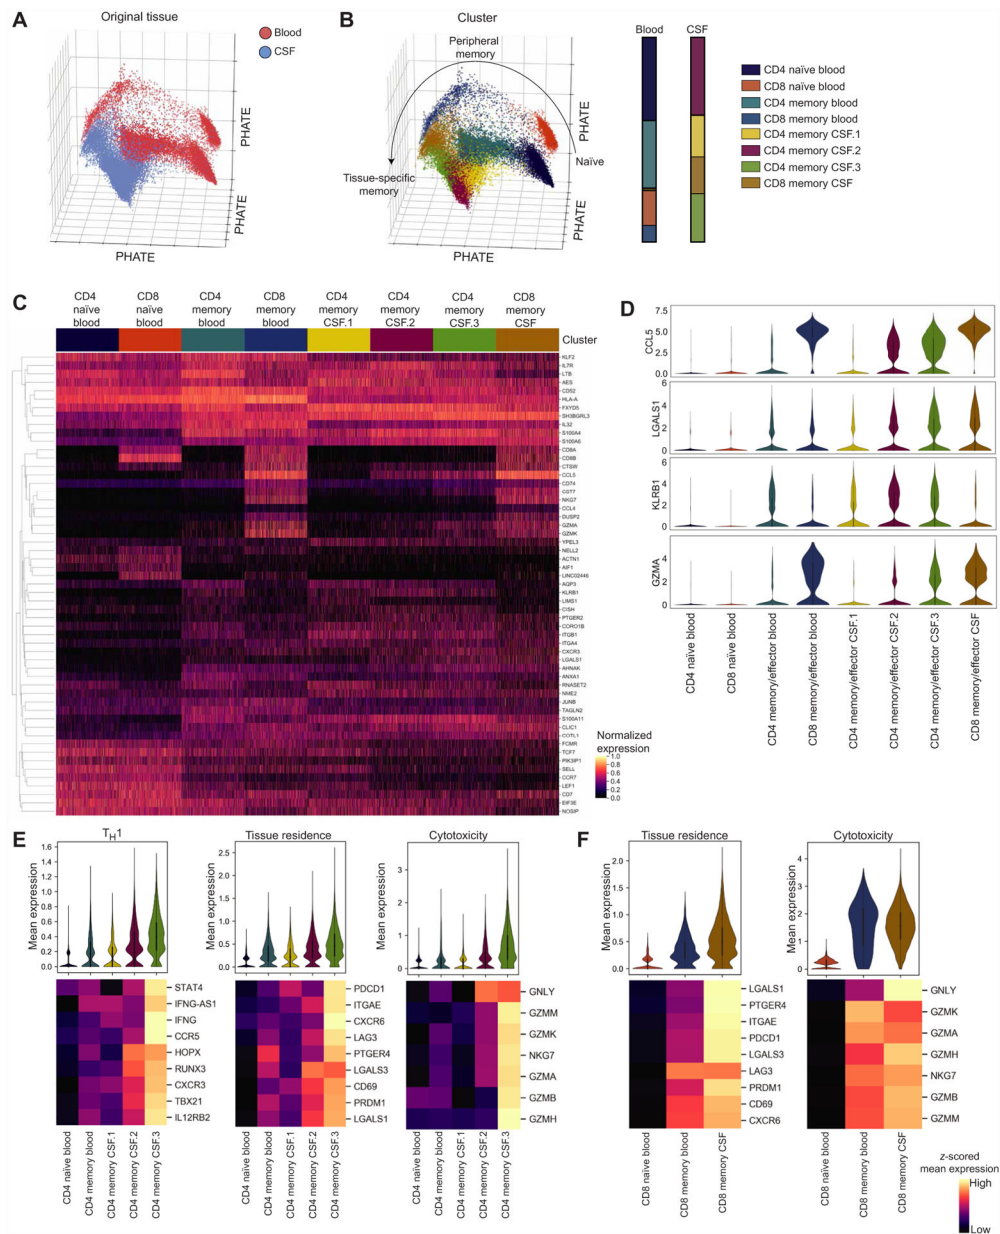 A
Original tissue
Blood
CSF
PHATE
PHATE
PHATE
B
Cluster
Peripheral
memory
Naïve
Tissue-specific
memory
PHATE
PHATE
PHATE
Blood
CSF
CD4 naïve blood
CD8 naïve blood
CD4 memory blood
CD8 memory blood
CD4 memory CSF.1
CD4 memory CSF.2
CD4 memory CSF.3
CD8 memory CSF
C
CD4 naïve blood
CD8 naïve blood
CD4 memory blood
CD8 memory blood
CD4 memory CSF.1
CD4 memory CSF.2
CD4 memory CSF.3
CD8 memory CSF
Cluster
KLF2
IL7R
LTB
AES
CD52
HLA-A
FXYD5
SH3BGRL3
IL32
S100A4
S100A6
CD8A
CD8B
CTSW
CCL5
CD74
CST7
NKG7
CCL4
DUSP2
GZMA
GZMK
YPEL3
NELL2
ACTN1
AIF1
LINC02446
AQP3
KLRB1
LIMS1
CISH
PTGER2
CORO1B
ITGB1
ITGA4
CXCR3
LGALS1
AHNAK
ANXA1
RNASET2
NME2
JUNB
TAGLN2
S100A11
CLIC1
COTL1
FCMR
TCF7
PIK3IP1
SELL
CCR7
LEF1
CD7
EIF3E
NOSIP
Normalized
expression
1.0
0.8
0.6
0.4
0.2
0.0
D
CCL5
7.5
5.0
2.5
0.0
LGALS1
6
4
2
0
KLRB1
6
4
2
0
GZMA
4
2
0
CD4 naïve blood
CD8 naïve blood
CD4 memory/effector blood
CD8 memory/effector blood
CD4 memory/effector CSF.1
CD4 memory/effector CSF.2
CD4 memory/effector CSF.3
CD8 memory/effector CSF
E
TH1
Mean expression
1.6
1.4
1.2
1.0
0.8
0.6
0.4
0.2
0.0
STAT4
IFNG-AS1
IFNG
CCR5
HOPX
RUNX3
CXCR3
TBX21
IL12RB2
CD4 naïve blood
CD4 memory blood
CD4 memory CSF.1
CD4 memory CSF.2
CD4 memory CSF.3
Tissue residence
Mean expression
2.5
2.0
1.5
1.0
0.5
0.0
PDCD1
ITGAE
CXCR6
LAG3
PTGER4
LGALS3
CD69
PRDM1
LGALS1
CD4 naïve blood
CD4 memory blood
CD4 memory CSF.1
CD4 memory CSF.2
CD4 memory CSF.3
Cytotoxicity
Mean expression
3
2
1
0
GNLY
GZMM
GZMK
NKG7
GZMA
GZMB
GZMH
CD4 naïve blood
CD4 memory blood
CD4 memory CSF.1
CD4 memory CSF.2
CD4 memory CSF.3
F
Tissue residence
Mean expression
2.0
1.5
1.0
0.5
0.0
LGALS1
PTGER4
ITGAE
PDCD1
LGALS3
LAG3
PRDM1
CD69
CXCR6
CD8 naïve blood
CD8 memory blood
CD8 memory CSF
Cytotoxicity
Mean expression
4
2
0
GNLY
GZMK
GZMA
GZMH
NKG7
GZMB
GZMM
CD8 naïve blood
CD8 memory blood
CD8 memory CSF
z-scored
mean expression
High
Low